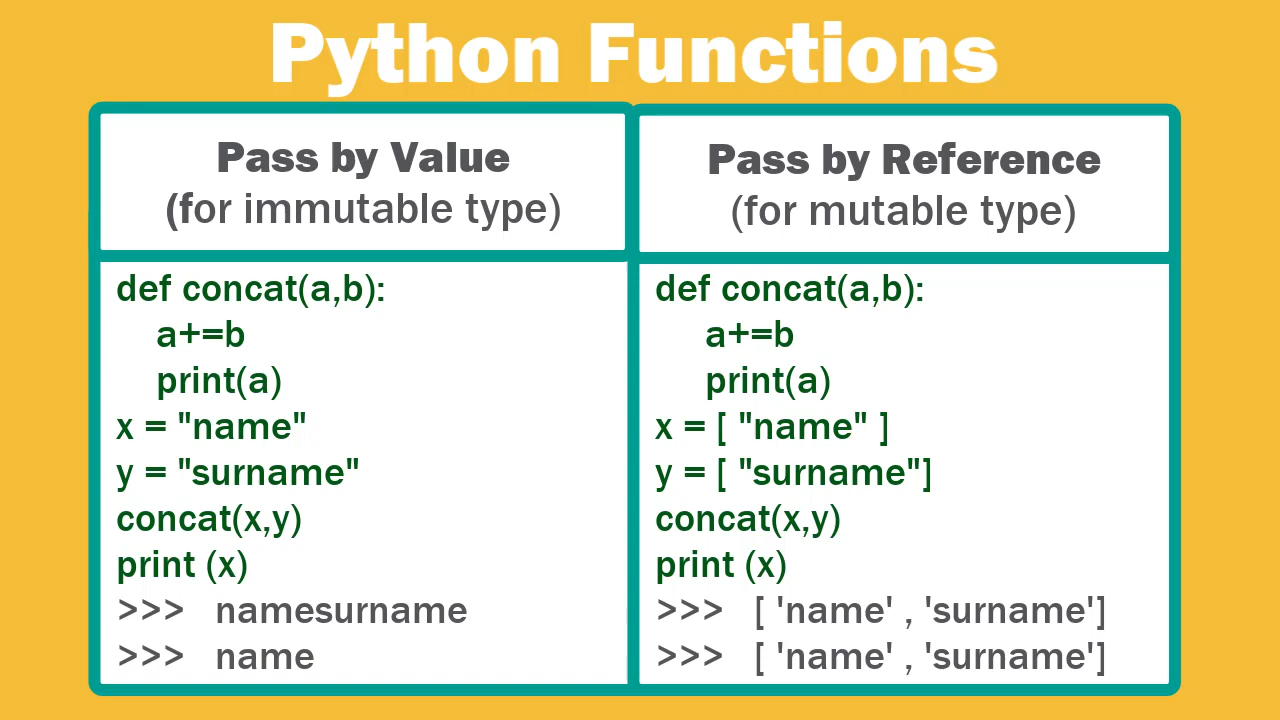 Python Functions
Pass by Value
(for immutable type)
def concat(a,b):
    a+=b
    print(a)
x = "name"
y = "surname"
concat(x,y)
print (x)
>>>   namesurname
>>>   name
Pass by Reference
(for mutable type)
def concat(a,b):
    a+=b
    print(a)
x = [ "name" ]
y = [ "surname"]
concat(x,y)
print (x)
>>>   [ 'name' , 'surname']
>>>   [ 'name' , 'surname']